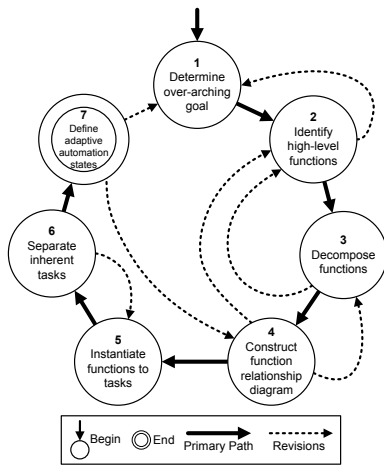 1
Determine
over-arching
goal
2
Identify
high-level
functions
3
Decompose
functions
4
Construct
function
relationship
diagram
5
Instantiate
functions to
tasks
6
Separate
inherent
tasks
7
Define
adaptive
automation
states
Begin End Primary Path Revisions